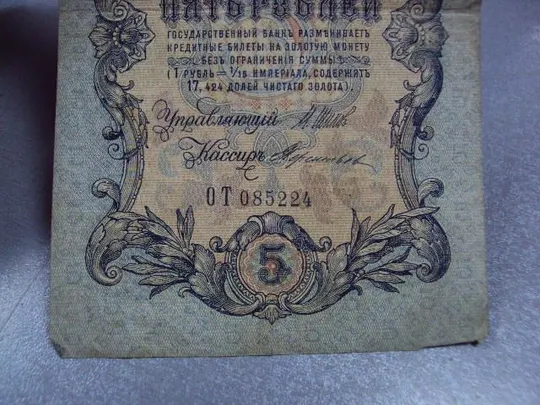 ПЯТЬ РУБЛЕЙ
ГОСУДАРСТВЕННЫЙ БАНКЪ РАЗМѢНИВАЕТЪ
КРЕДИТНЫЕ БИЛЕТЫ НА ЗОЛОТУЮ МОНЕТУ
БЕЗЪ ОГРАНИЧЕНІЯ СУММЫ
(1 РУБЛЬ = 1/15 ИМПЕРІАЛА, СОДЕРЖИТЪ
17,424 ДОЛЕЙ ЧИСТАГО ЗОЛОТА)
Управляющій
Кассиръ
ОТ 085224
5